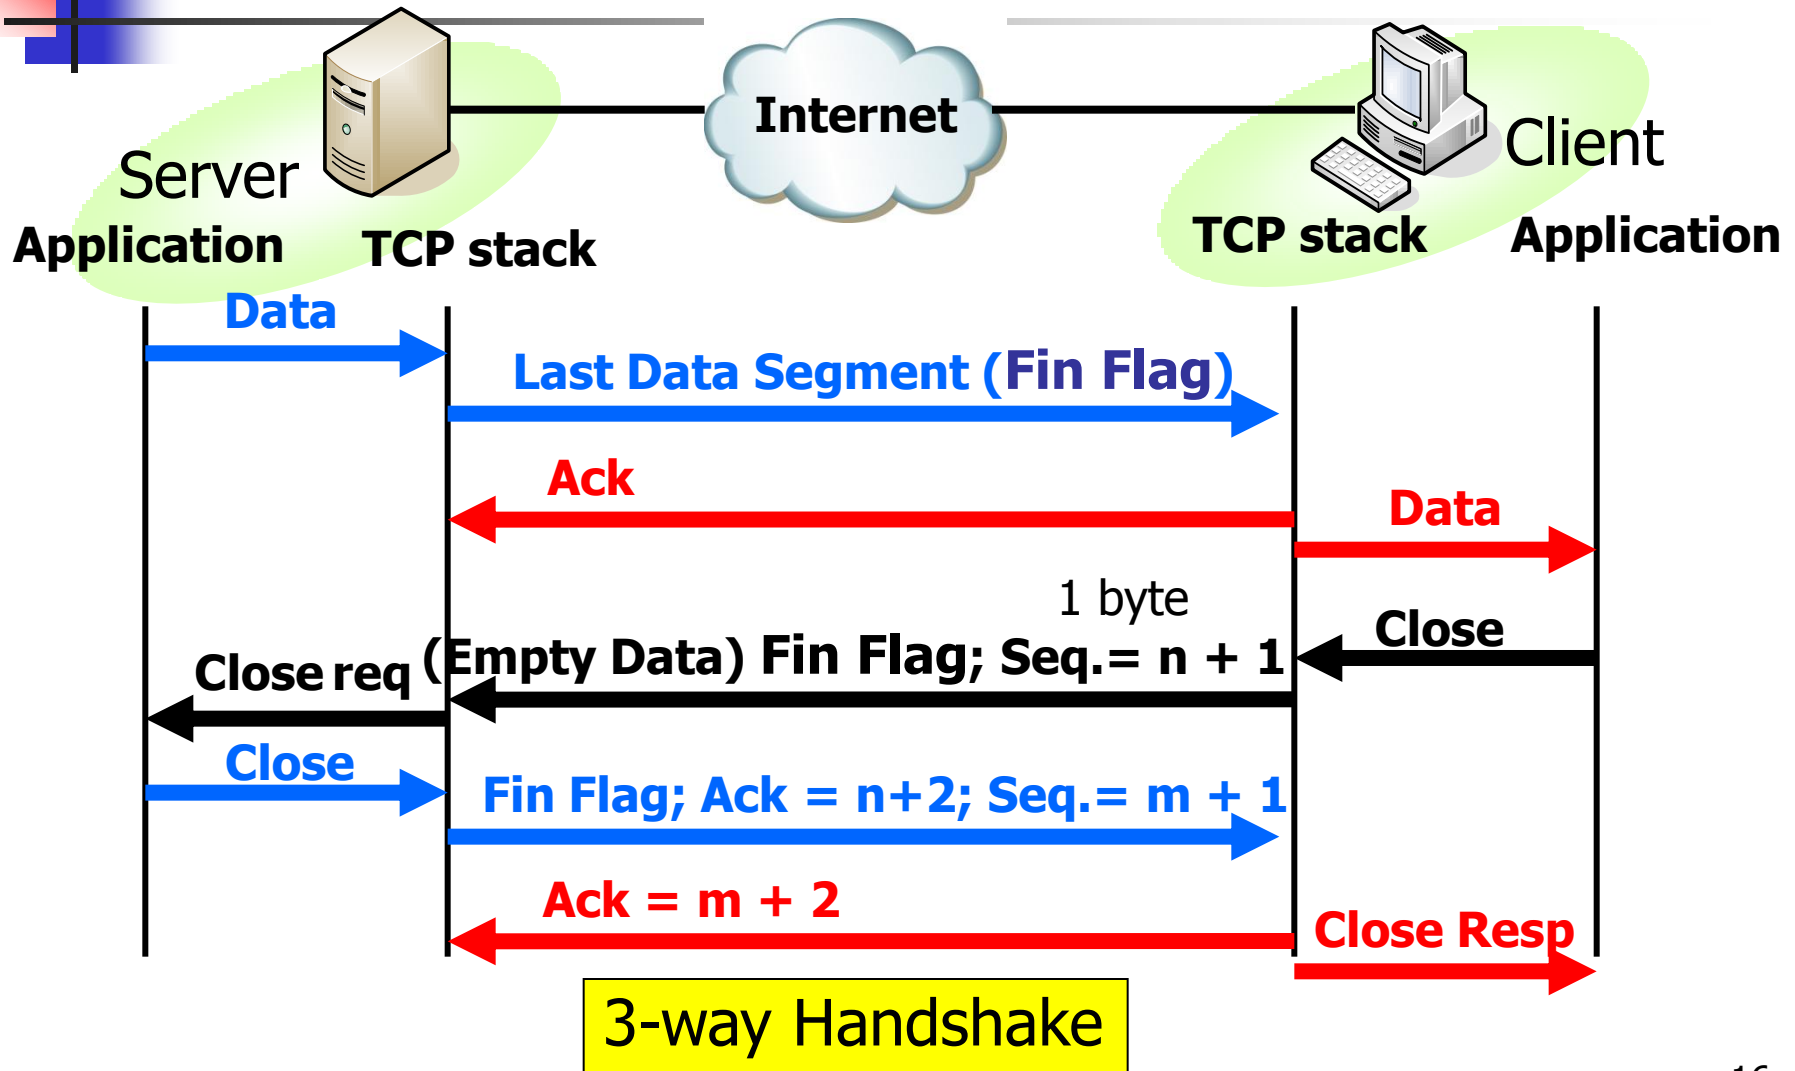 Internet
Server
Client
Application
TCP stack
TCP stack
Application
Data
Last Data Segment (Fin Flag)
Ack
Data
1 byte
Close
Close req
(Empty Data) Fin Flag; Seq.= n + 1
Close
Fin Flag; Ack = n+2; Seq.= m + 1
Ack = m + 2
Close Resp
3-way Handshake